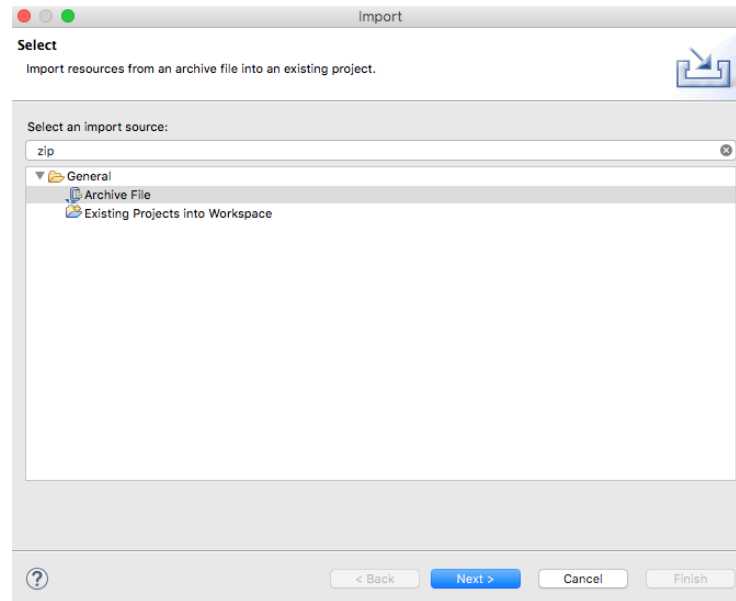 Import
Select
Import resources from an archive file into an existing project.
Select an import source:
zip
General
Archive File
Existing Projects into Workspace
?
< Back Next > Cancel Finish